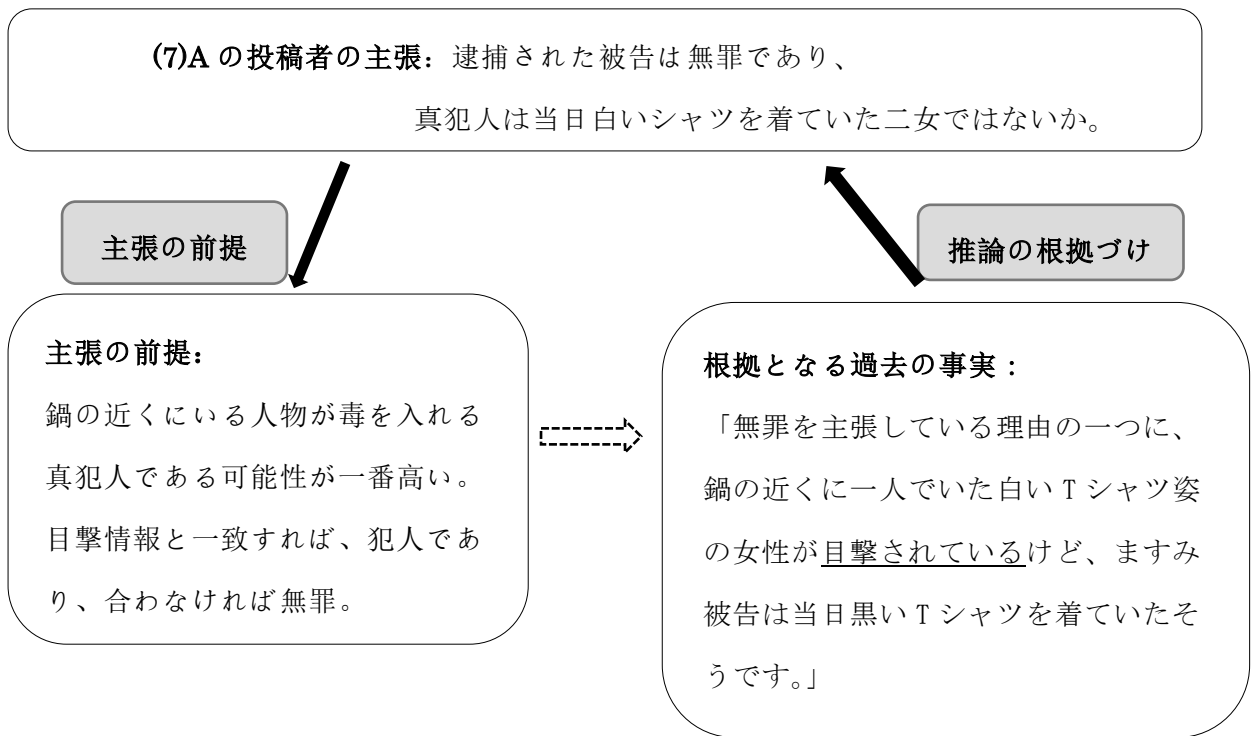 (7)A の投稿者の主張: 逮捕された被告は無罪であり、
真犯人は当日白いシャツを着ていた二女ではないか。
主張の前提
推論の根拠づけ
主張の前提:
鍋の近くにいる人物が毒を入れる
真犯人である可能性が一番高い。
目撃情報と一致すれば、犯人であ
り、合わなければ無罪。
根拠となる過去の事実:
「無罪を主張している理由の一つに、
鍋の近くに一人でいた白い T シャツ姿
の女性が目撃されているけど、ますみ
被告は当日黒い T シャツを着ていたそ
うです。」